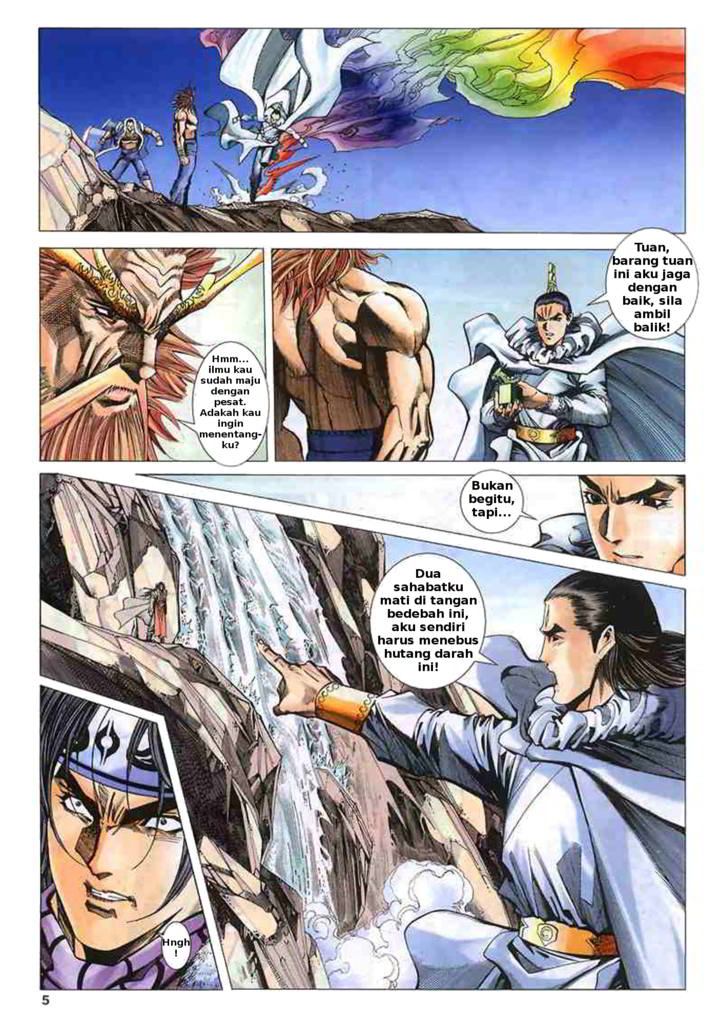 Tuan,
barang tuan
ini aku jaga
dengan
baik, sila
ambil
balik!
Hmm...
ilmu kau
sudah maju
dengan
pesat.
Adakah kau
ingin
menentang-
ku?
Bukan
begitu,
tapi...
Dua
sahabatku
mati di tangan
bedebah ini,
aku sendiri
harus menebus
hutang darah
ini!
Hngh
!
5